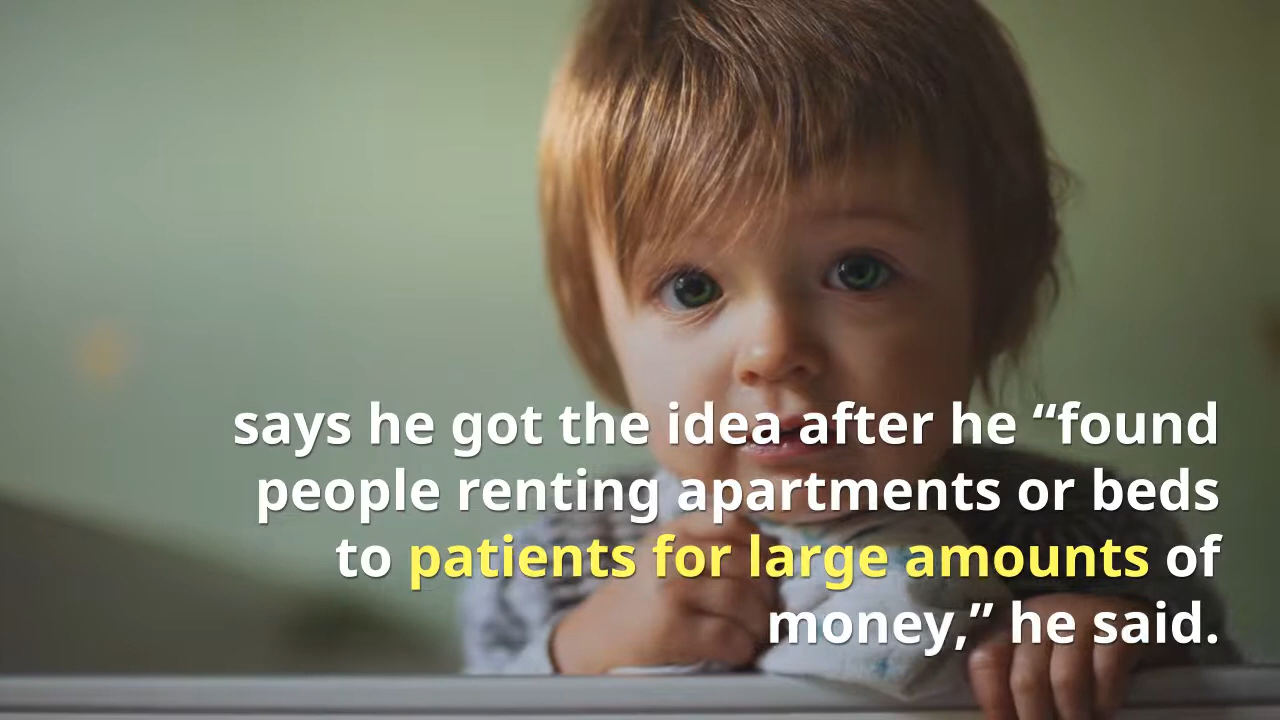 says he got the idea after he “found
people renting apartments or beds
to patients for large amounts of
money,” he said.